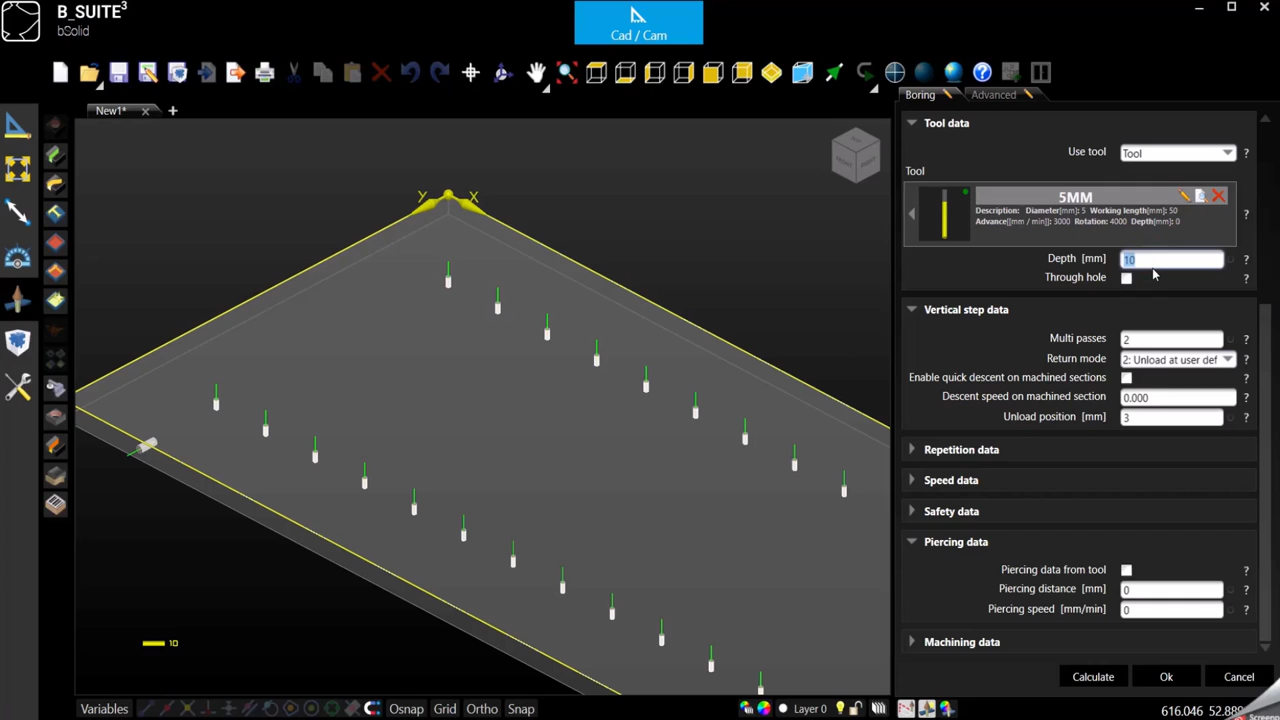 B_SUITE³
bSolid
Cad / Cam
New1*
Boring
Advanced
Tool data
Use tool
Tool
?
Tool
5MM
Description: Diameter[mm]: 5 Working length[mm]: 50
Advance[[mm / min]]: 3000 Rotation: 4000 Depth[mm]: 0
?
Depth [mm]
10
?
Through hole
?
Vertical step data
Multi passes
2
?
Return mode
2: Unload at user def
?
Enable quick descent on machined sections
?
Descent speed on machined section
0.000
?
Unload position [mm]
3
?
Repetition data
Speed data
Safety data
Piercing data
Piercing data from tool
?
Piercing distance [mm]
0
?
Piercing speed [mm/min]
0
?
Machining data
Calculate
Ok
Cancel
Y
X
10
Variables
Osnap
Grid
Ortho
Snap
Layer 0
616.046 52.889